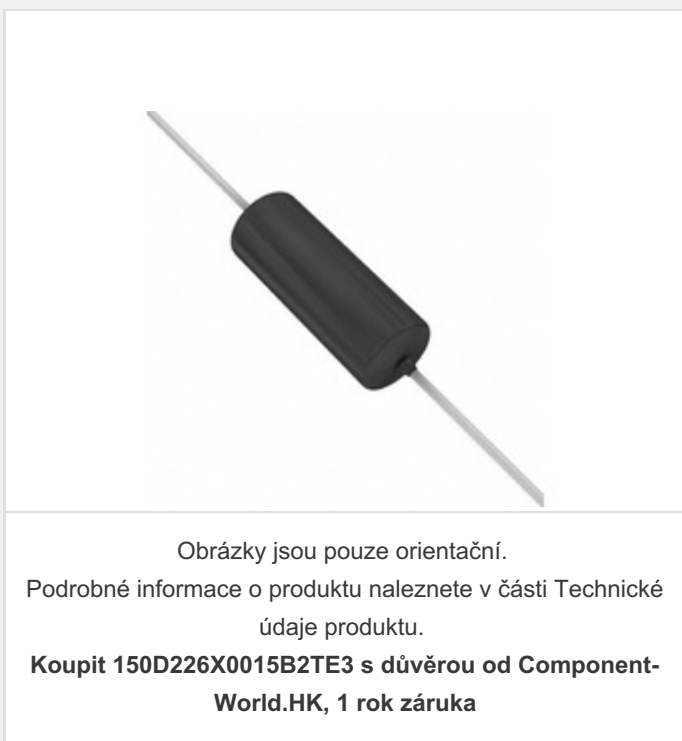 Obrázky jsou pouze orientační.
Podrobné informace o produktu naleznete v části Technické
údaje produktu.
Koupit 150D226X0015B2TE3 s důvěrou od Component-
World.HK, 1 rok záruka